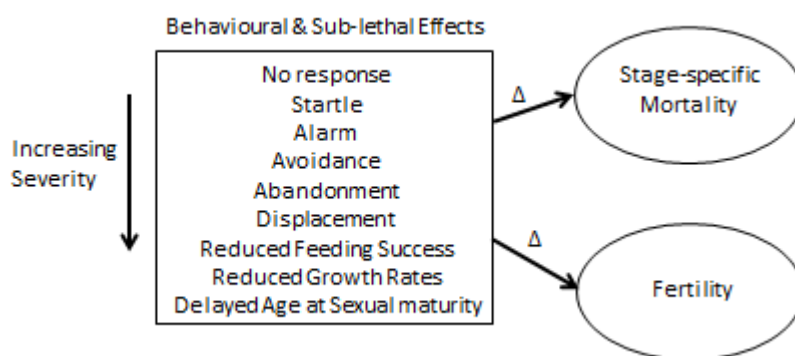 Behavioural & Sub-lethal Effects
No response
Startle
Alarm
Avoidance
Abandonment
Displacement
Reduced Feeding Success
Reduced Growth Rates
Delayed Age at Sexual maturity
Increasing
Severity
Δ
Stage-specific
Mortality
Δ
Fertility